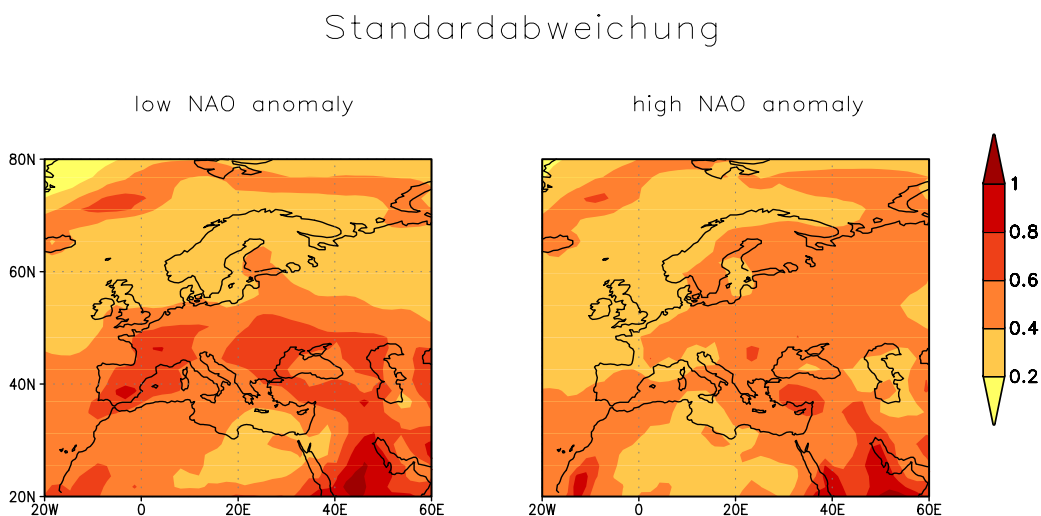 Standardabweichung
low NAO anomaly
high NAO anomaly
80N
60N
40N
20N
20W 0 20E 40E 60E
20W 0 20E 40E 60E
1
0.8
0.6
0.4
0.2